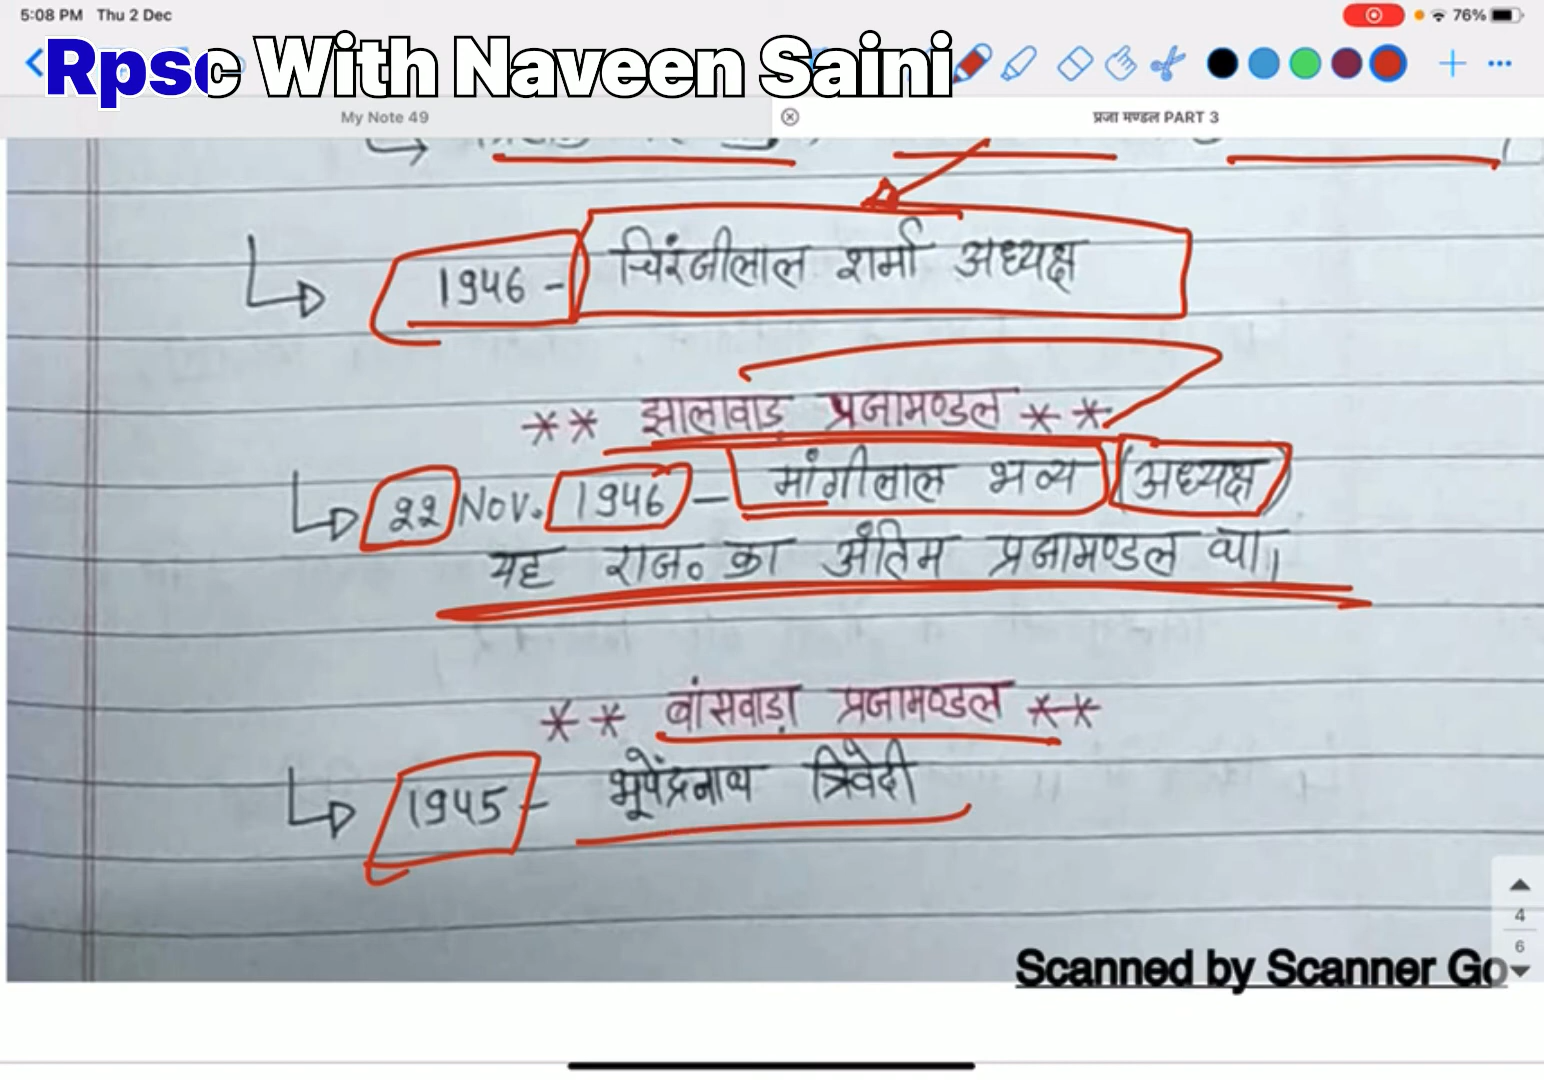 5:08 PM Thu 2 Dec
76%
Rpsc With Naveen Saini
My Note 49
प्रजा मण्डल PART 3
1946 - चिरंजीलाल शर्मा अध्यक्ष
** झालावाड़ प्रजामण्डल **
22 Nov. 1946 - मांगीलाल भव्य (अध्यक्ष)
यह राज० का अंतिम प्रजामण्डल था।
** बांसवाड़ा प्रजामण्डल **
1945 - भूपेंद्रनाथ त्रिवेदी
4
6
Scanned by Scanner Go